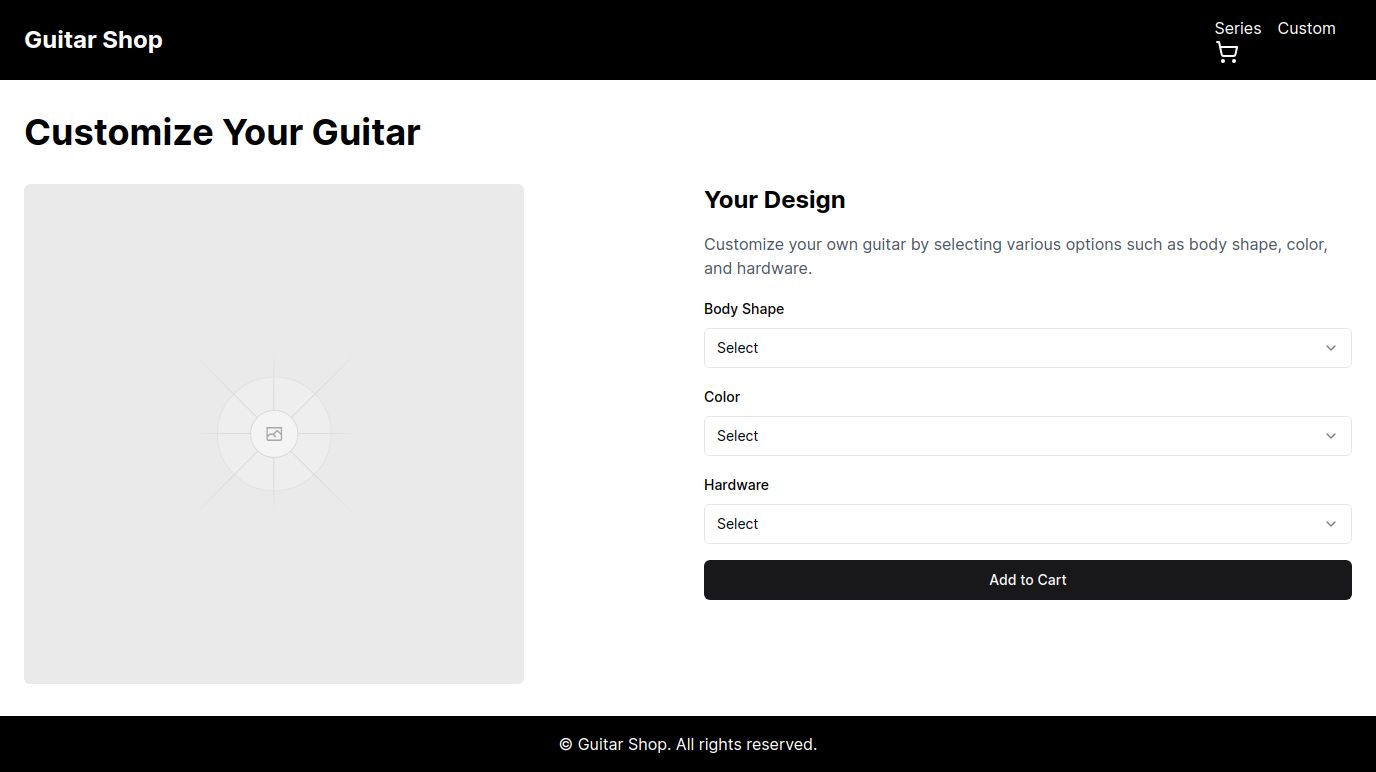 Guitar Shop
Series Custom
Customize Your Guitar
Your Design
Customize your own guitar by selecting various options such as body shape, color,
and hardware.
Body Shape
Select
Color
Select
Hardware
Select
Add to Cart
© Guitar Shop. All rights reserved.